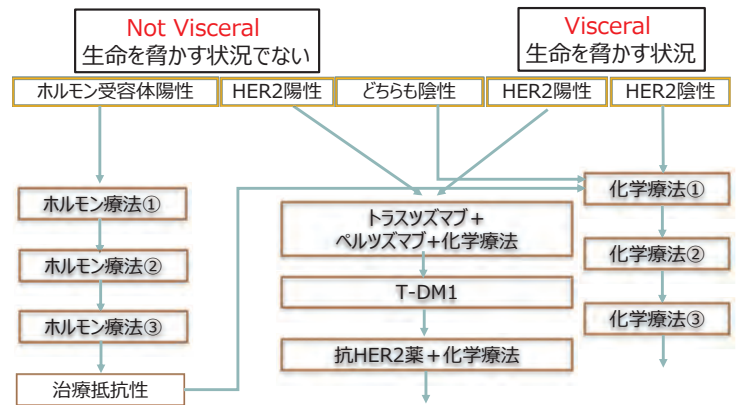 Not Visceral
生命を脅かす状況でない
Visceral
生命を脅かす状況
ホルモン受容体陽性
HER2陽性
どちらも陰性
HER2陽性
HER2陰性
ホルモン療法①
ホルモン療法②
ホルモン療法③
治療抵抗性
トラスツズマブ+
ペルツズマブ+化学療法
T-DM1
抗HER2薬+化学療法
化学療法①
化学療法②
化学療法③